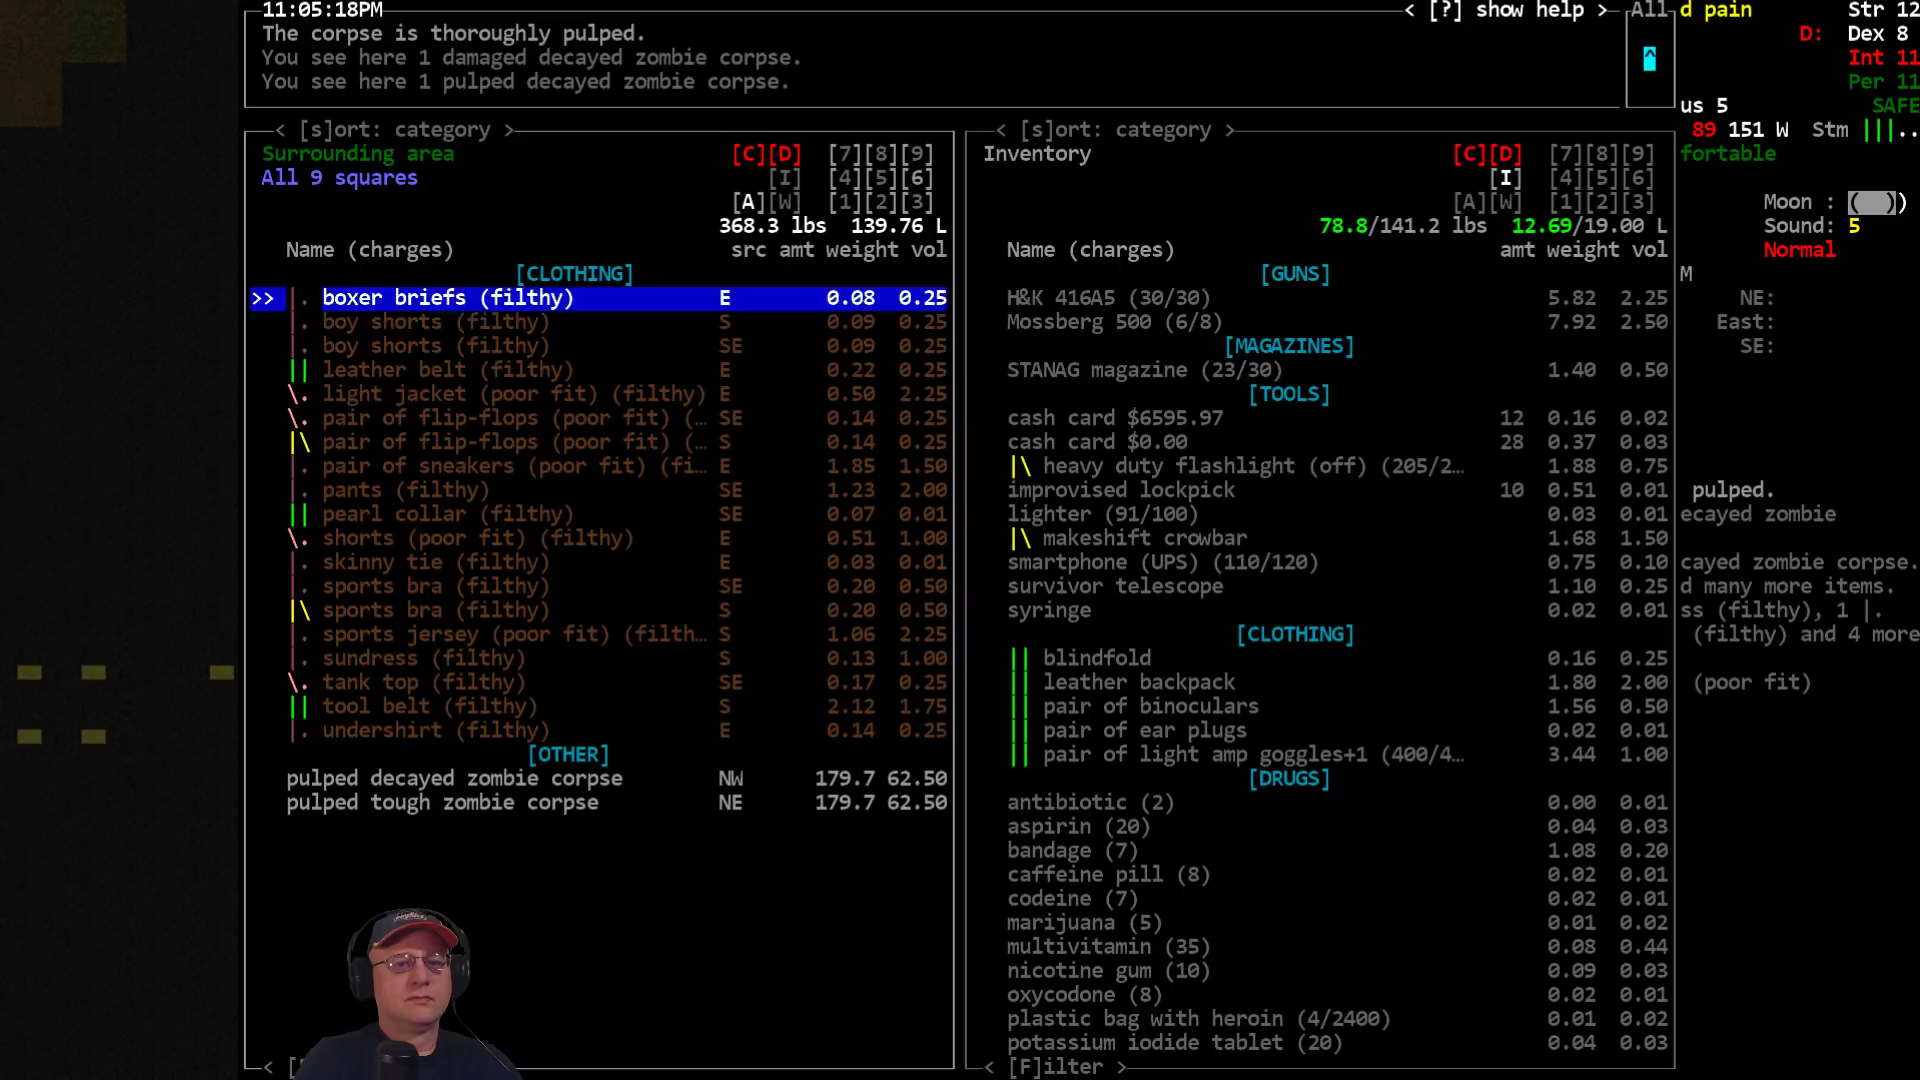 11:05:18PM
< [?] show help >
All
d pain
Str 12
The corpse is thoroughly pulped.
D: Dex 8
You see here 1 damaged decayed zombie corpse.
^
Int 11
You see here 1 pulped decayed zombie corpse.
Per 11
us 5 SAFE
< [s]ort: category >
< [s]ort: category >
89 151 W Stm |||..
Surrounding area [C][D] [7][8][9]
Inventory [C][D] [7][8][9]
fortable
All 9 squares [I] [4][5][6]
[I] [4][5][6]
[A][W] [1][2][3]
[A][W] [1][2][3]
Moon : (   ))
368.3 lbs 139.76 L
78.8/141.2 lbs 12.69/19.00 L
Sound: 5
Name (charges) src amt weight vol
Name (charges) amt weight vol
Normal
[CLOTHING]
[GUNS]
M
>> |. boxer briefs (filthy) E 0.08 0.25
H&K 416A5 (30/30) 5.82 2.25
NE:
|. boy shorts (filthy) S 0.09 0.25
Mossberg 500 (6/8) 7.92 2.50
East:
|. boy shorts (filthy) SE 0.09 0.25
[MAGAZINES]
SE:
|| leather belt (filthy) E 0.22 0.25
STANAG magazine (23/30) 1.40 0.50
\. light jacket (poor fit) (filthy) E 0.50 2.25
[TOOLS]
\. pair of flip-flops (poor fit) (… SE 0.14 0.25
cash card $6595.97 12 0.16 0.02
|\ pair of flip-flops (poor fit) (… S 0.14 0.25
cash card $0.00 28 0.37 0.03
|. pair of sneakers (poor fit) (fi… E 1.85 1.50
|\ heavy duty flashlight (off) (205/2… 1.88 0.75
|. pants (filthy) SE 1.23 2.00
improvised lockpick 10 0.51 0.01
pulped.
|| pearl collar (filthy) SE 0.07 0.01
lighter (91/100) 0.03 0.01
ecayed zombie
\. shorts (poor fit) (filthy) E 0.51 1.00
|\ makeshift crowbar 1.68 1.50
|. skinny tie (filthy) E 0.03 0.01
smartphone (UPS) (110/120) 0.75 0.10
cayed zombie corpse.
|. sports bra (filthy) SE 0.20 0.50
survivor telescope 1.10 0.25
d many more items.
|\ sports bra (filthy) S 0.20 0.50
syringe 0.02 0.01
ss (filthy), 1 |.
|. sports jersey (poor fit) (filth… S 1.06 2.25
[CLOTHING]
(filthy) and 4 more
|. sundress (filthy) S 0.13 1.00
|| blindfold 0.16 0.25
\. tank top (filthy) SE 0.17 0.25
|| leather backpack 1.80 2.00
(poor fit)
|| tool belt (filthy) S 2.12 1.75
|| pair of binoculars 1.56 0.50
|. undershirt (filthy) E 0.14 0.25
|| pair of ear plugs 0.02 0.01
[OTHER]
|| pair of light amp goggles+1 (400/4… 3.44 1.00
pulped decayed zombie corpse NW 179.7 62.50
[DRUGS]
pulped tough zombie corpse NE 179.7 62.50
antibiotic (2) 0.00 0.01
aspirin (20) 0.04 0.03
bandage (7) 1.08 0.20
caffeine pill (8) 0.02 0.01
codeine (7) 0.02 0.01
marijuana (5) 0.01 0.02
multivitamin (35) 0.08 0.44
nicotine gum (10) 0.09 0.03
oxycodone (8) 0.02 0.01
plastic bag with heroin (4/2400) 0.01 0.02
potassium iodide tablet (20) 0.04 0.03
< [
< [F]ilter >